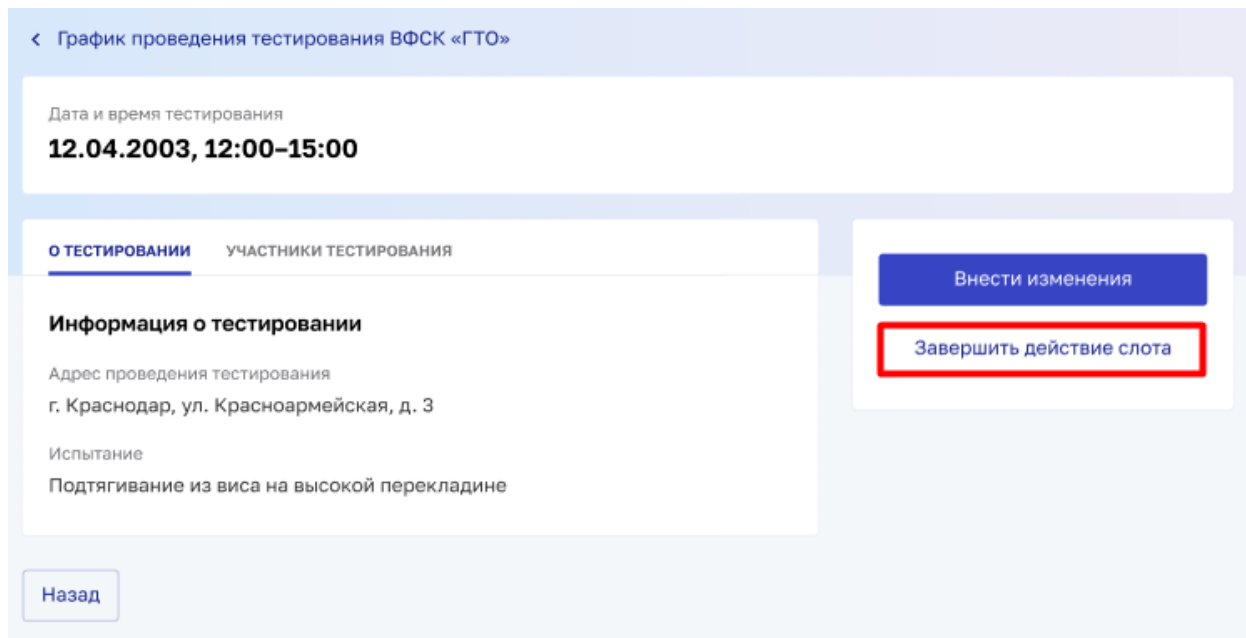 График проведения тестирования ВФСК «ГТО»
Дата и время тестирования
12.04.2003, 12:00–15:00
О ТЕСТИРОВАНИИ УЧАСТНИКИ ТЕСТИРОВАНИЯ
Информация о тестировании
Адрес проведения тестирования
г. Краснодар, ул. Красноармейская, д. 3
Испытание
Подтягивание из виса на высокой перекладине
Внести изменения
Завершить действие слота
Назад